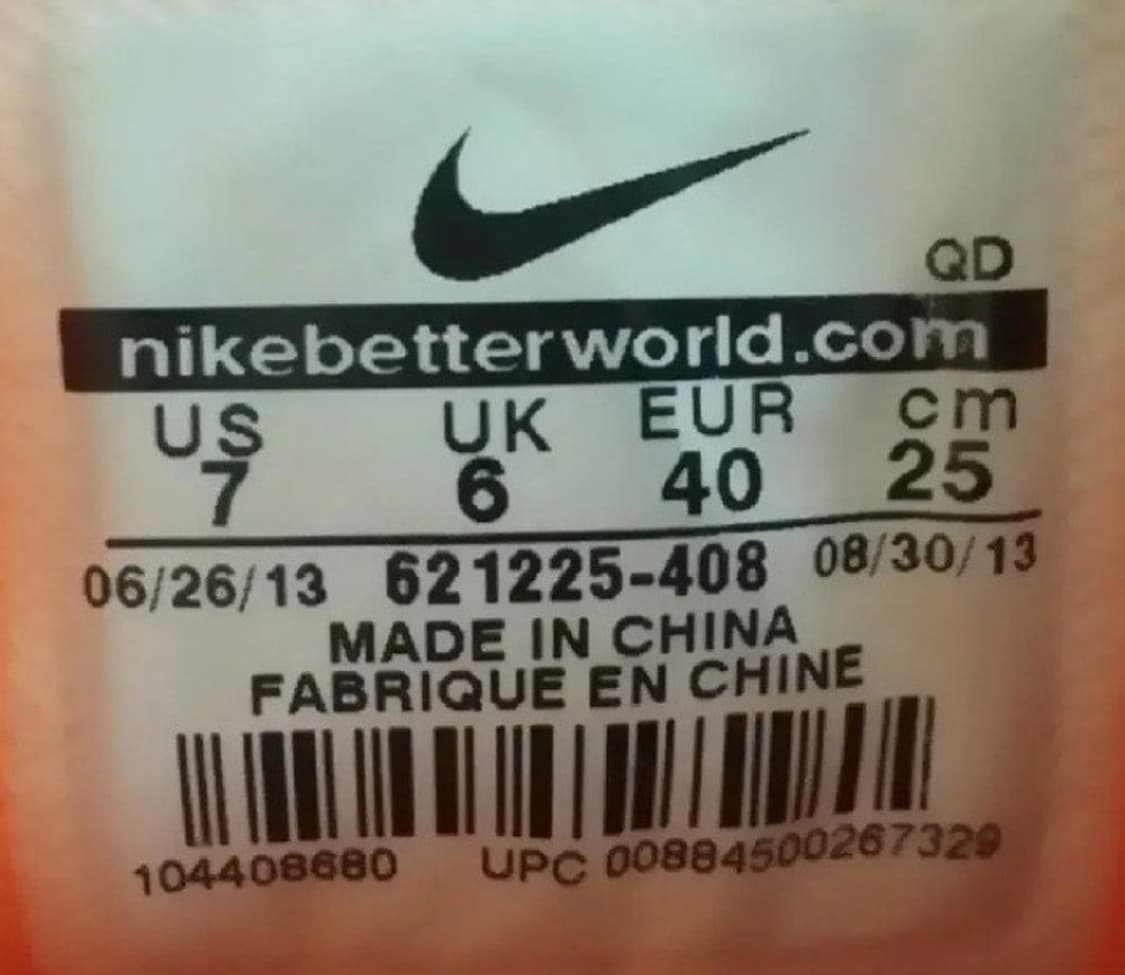 QD
nikebetterworld.com
US UK EUR cm
7 6 40 25
06/26/13 621225-408 08/30/13
MADE IN CHINA
FABRIQUE EN CHINE
104408680 UPC 00884500267329